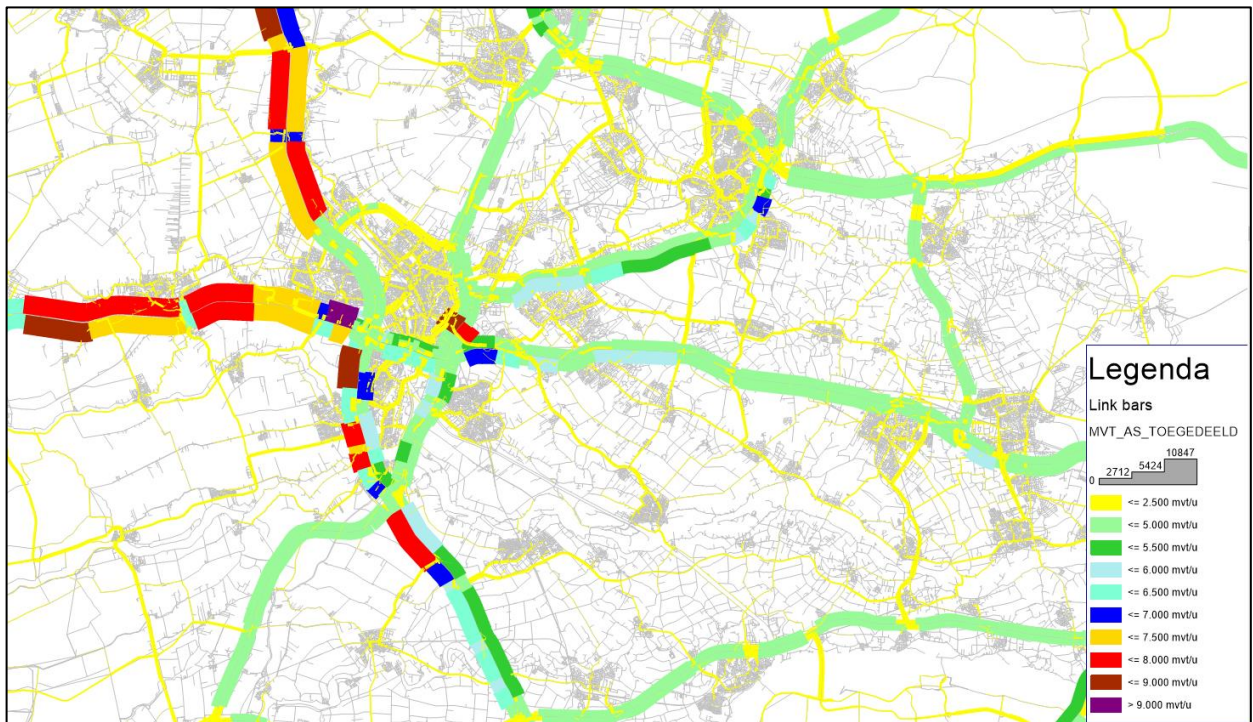 Legenda
Link bars
MVT_AS_TOEGEDEELD
10847
5424
2712
0
<= 2.500 mvt/u
<= 5.000 mvt/u
<= 5.500 mvt/u
<= 6.000 mvt/u
<= 6.500 mvt/u
<= 7.000 mvt/u
<= 7.500 mvt/u
<= 8.000 mvt/u
<= 9.000 mvt/u
> 9.000 mvt/u